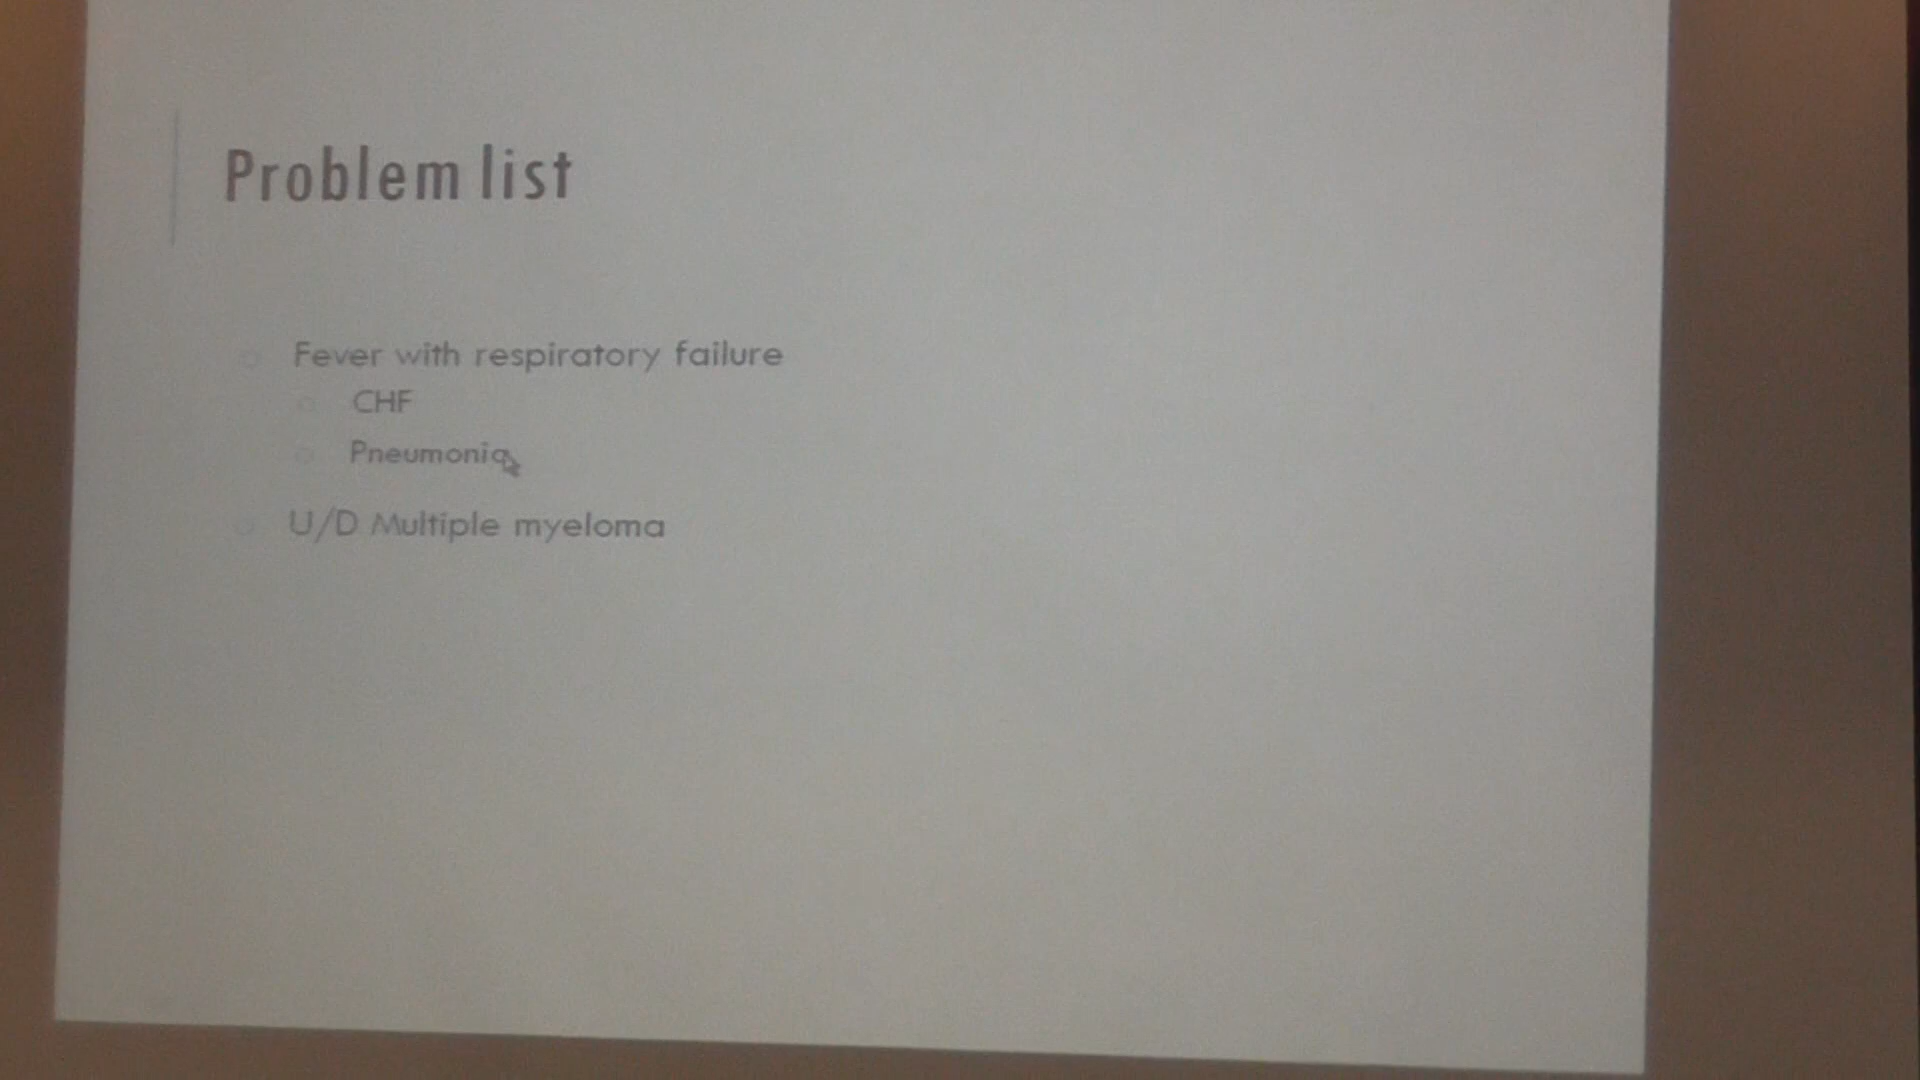 Problem list
Fever with respiratory failure
CHF
Pneumonia
U/D Multiple myeloma